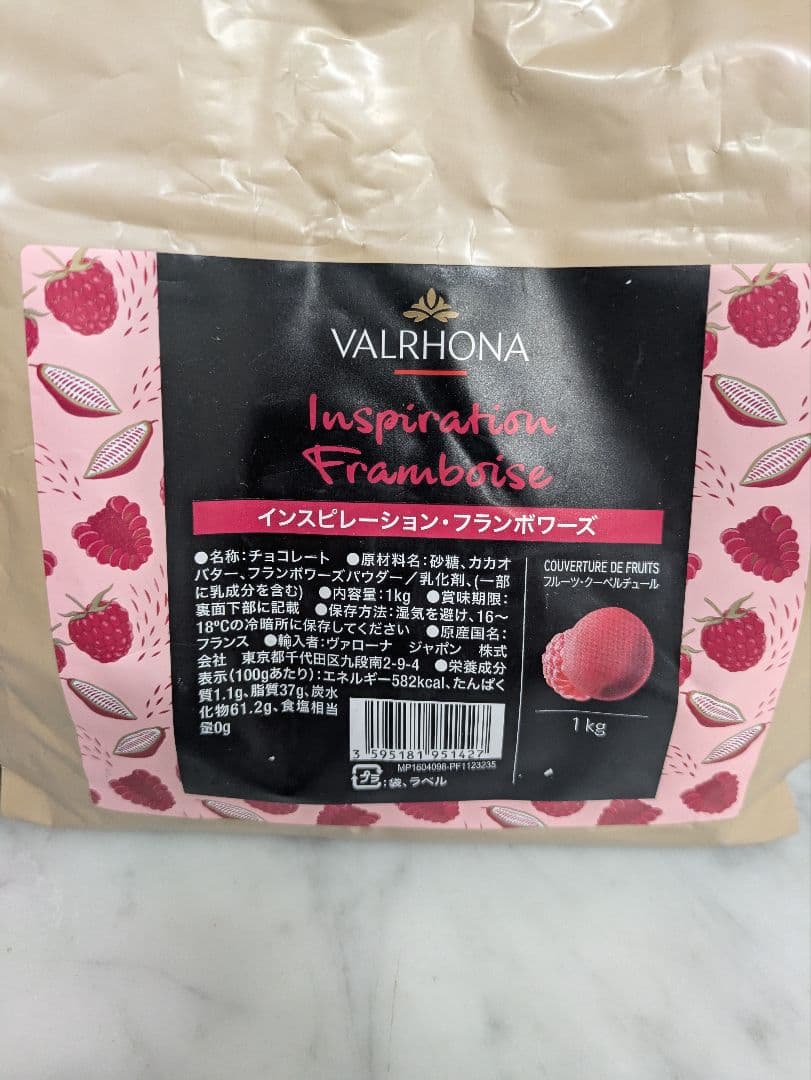 VALRHONA
Inspiration
Framboise
インスピレーション・フランボワーズ
●名称:チョコレート ●原材料名:砂糖、カカオ
バター、フランボワーズパウダー/乳化剤、(一部
に乳成分を含む) ●内容量:1kg ●賞味期限:
裏面下部に記載 ●保存方法:湿気を避け、16~
18℃の冷暗所に保存してください ●原産国名:
フランス ●輸入者:ヴァローナ ジャポン 株式
会社 東京都千代田区九段南2-9-4 ●栄養成分
表示(100gあたり):エネルギー582kcal、たんぱく
質1.1g、脂質37g、炭水
化物61.2g、食塩相当
量0g
3 595181 951427
MP1604098-PF1123235
プラ:袋、ラベル
COUVERTURE DE FRUITS
フルーツ・クーベルチュール
1 kg